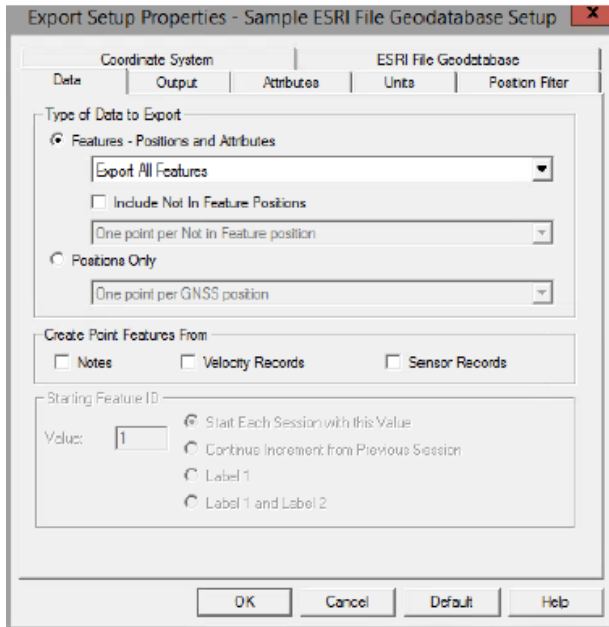 Export Setup Properties - Sample ESRI File Geodatabase Setup X
Coordinate System ESRI File Geodatabase
Data Output Attributes Units Position Filter
Type of Data to Export
Features - Positions and Attributes
Export All Features
Include Not In Feature Positions
One point per Not in Feature position
Positions Only
One point per GNSS position
Create Point Features From
Notes Velocity Records Sensor Records
Starting Feature ID
Value: 1 Start Each Session with this Value
Continue Increment from Previous Session
Label 1
Label 1 and Label 2
OK Cancel Default Help